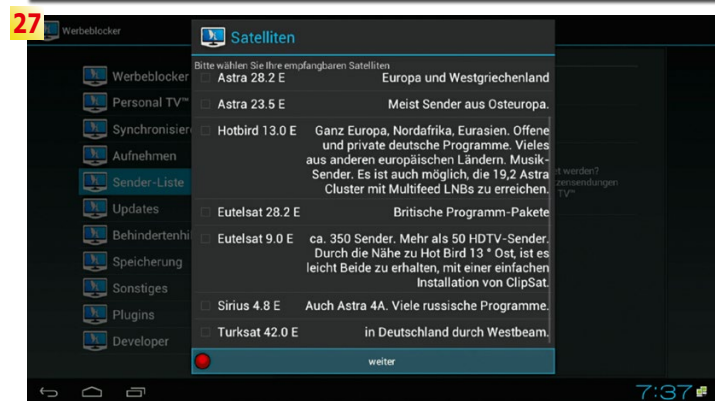 27
Werbeblocker
Satelliten
Bitte wählen Sie Ihre empfangbaren Satelliten
Astra 28.2 E Europa und Westgriechenland
Astra 23.5 E Meist Sender aus Osteuropa.
Hotbird 13.0 E Ganz Europa, Nordafrika, Eurasien. Offene
und private deutsche Programme. Vieles
aus anderen europäischen Ländern. Musik-
Sender. Es ist auch möglich, die 19,2 Astra
Cluster mit Multifeed LNBs zu erreichen.
Eutelsat 28.2 E Britische Programm-Pakete
Eutelsat 9.0 E ca. 350 Sender. Mehr als 50 HDTV-Sender.
Durch die Nähe zu Hot Bird 13 ° Ost, ist es
leicht Beide zu erhalten, mit einer einfachen
Installation von ClipSat.
Sirius 4.8 E Auch Astra 4A. Viele russische Programme.
Turksat 42.0 E in Deutschland durch Westbeam.
weiter
Werbeblocker
Personal TV™
Synchronisier
Aufnehmen
Sender-Liste
Updates
Behindertenhi
Speicherung
Sonstiges
Plugins
Developer
t werden?
zensendungen
TV"
7:37